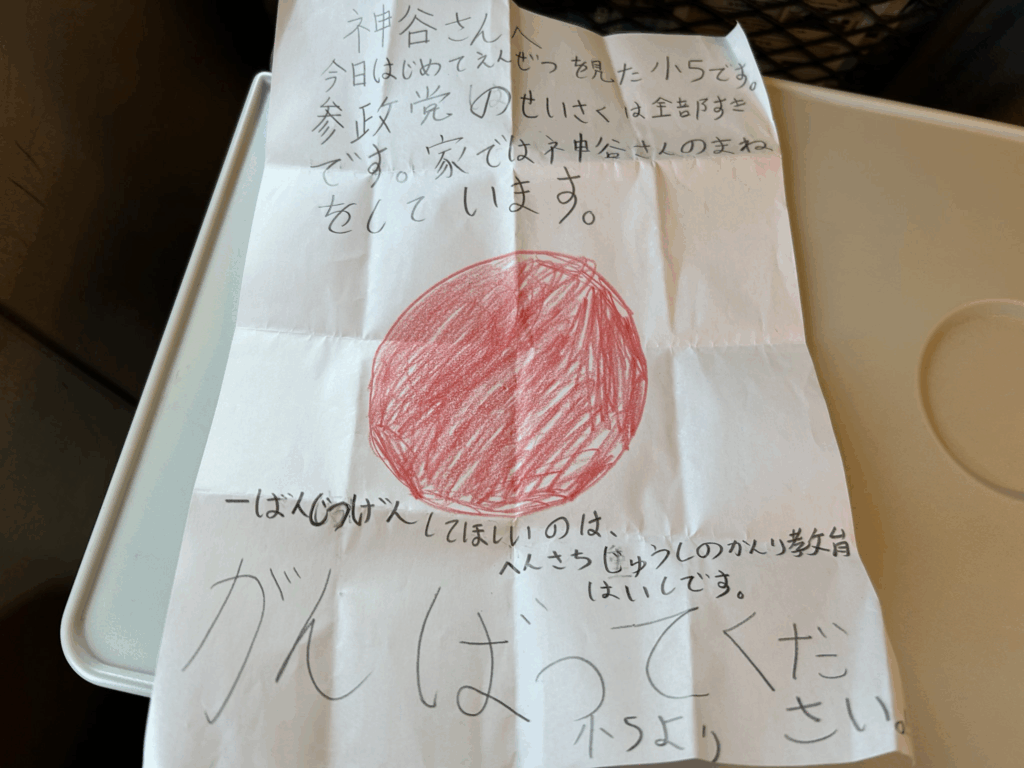 神谷さんへ
今日はじめてえんぜつを見た小5です。
参政党のせいさくは全部すき
です。家では神谷さんのまね
をしています。
一ばんじつげんしてほしいのは、
へんさちじゅうしのかんり教育
はいしです。
がんばってくだ
さい。
小5より